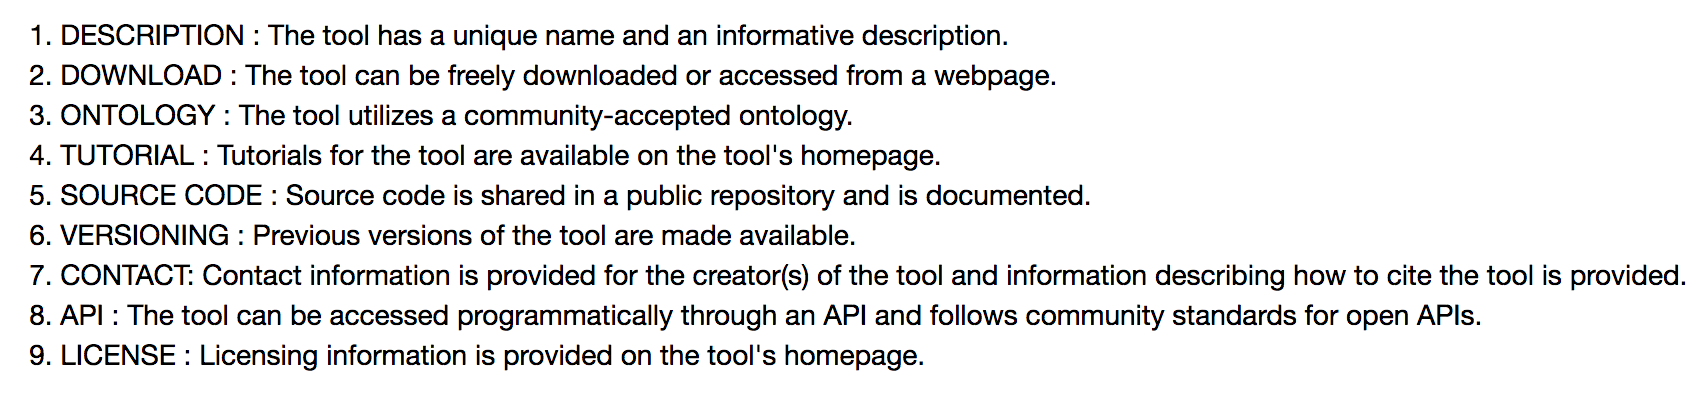 1. DESCRIPTION : The tool has a unique name and an informative description.
2. DOWNLOAD : The tool can be freely downloaded or accessed from a webpage.
3. ONTOLOGY : The tool utilizes a community-accepted ontology.
4. TUTORIAL : Tutorials for the tool are available on the tool's homepage.
5. SOURCE CODE : Source code is shared in a public repository and is documented.
6. VERSIONING : Previous versions of the tool are made available.
7. CONTACT: Contact information is provided for the creator(s) of the tool and information describing how to cite the tool is provided.
8. API : The tool can be accessed programmatically through an API and follows community standards for open APIs.
9. LICENSE : Licensing information is provided on the tool's homepage.